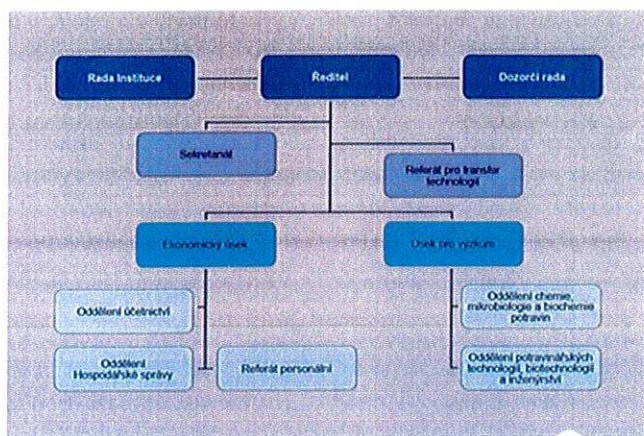 Rada Instituce
Ředitel
Dozorčí rada
Sekretariát
Referát pro transfer
technologií
Ekonomický úsek
Úsek pro výzkum
Oddělení účetnictví
Oddělení chemie,
mikrobiologie a biochemie
potravin
Oddělení
Hospodářské správy
Referát personální
Oddělení potravinářských
technologií, biotechnologií
a inženýrství